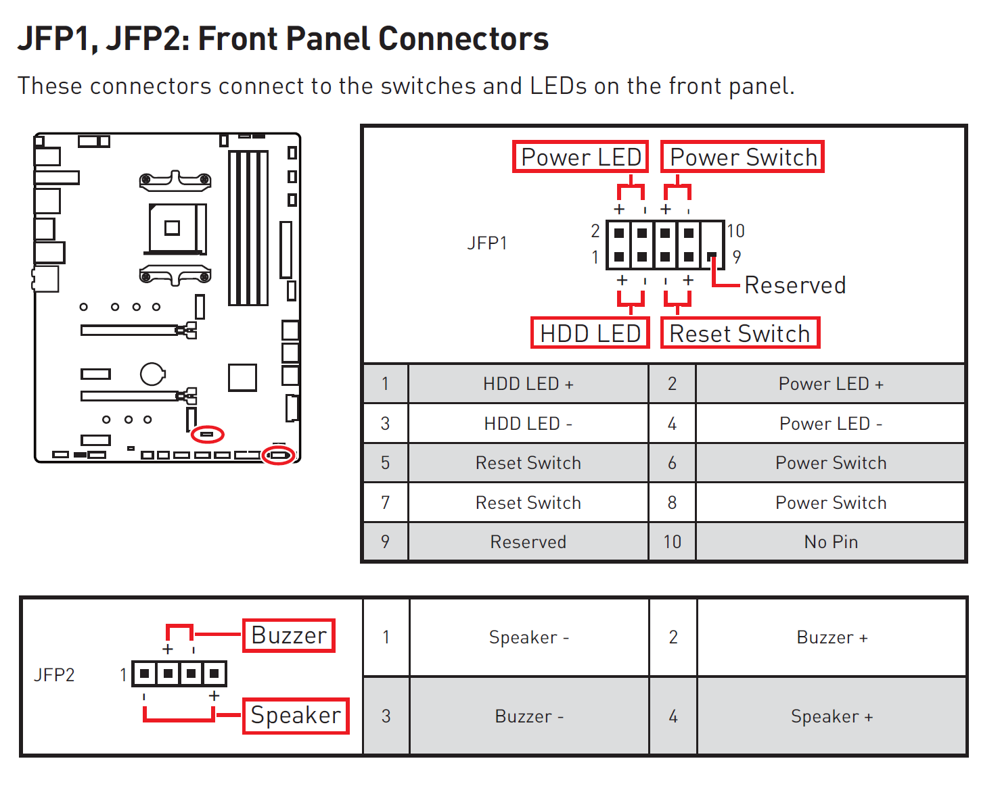 JFP1, JFP2: Front Panel Connectors
These connectors connect to the switches and LEDs on the front panel.
Power LED Power Switch
+ - + -
2 10
JFP1
1 9
+ - - +
Reserved
HDD LED Reset Switch
1 HDD LED + 2 Power LED +
3 HDD LED - 4 Power LED -
5 Reset Switch 6 Power Switch
7 Reset Switch 8 Power Switch
9 Reserved 10 No Pin
Buzzer
+ -
JFP2 1
- +
Speaker
1 Speaker - 2 Buzzer +
3 Buzzer - 4 Speaker +